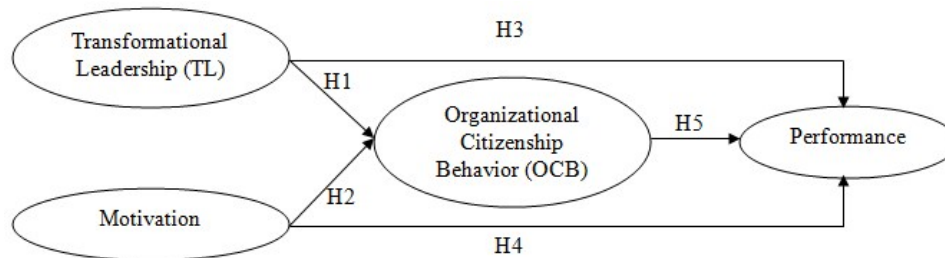 Transformational
Leadership (TL)
H3
H1
Organizational
Citizenship
Behavior (OCB)
H5
Performance
H2
Motivation
H4